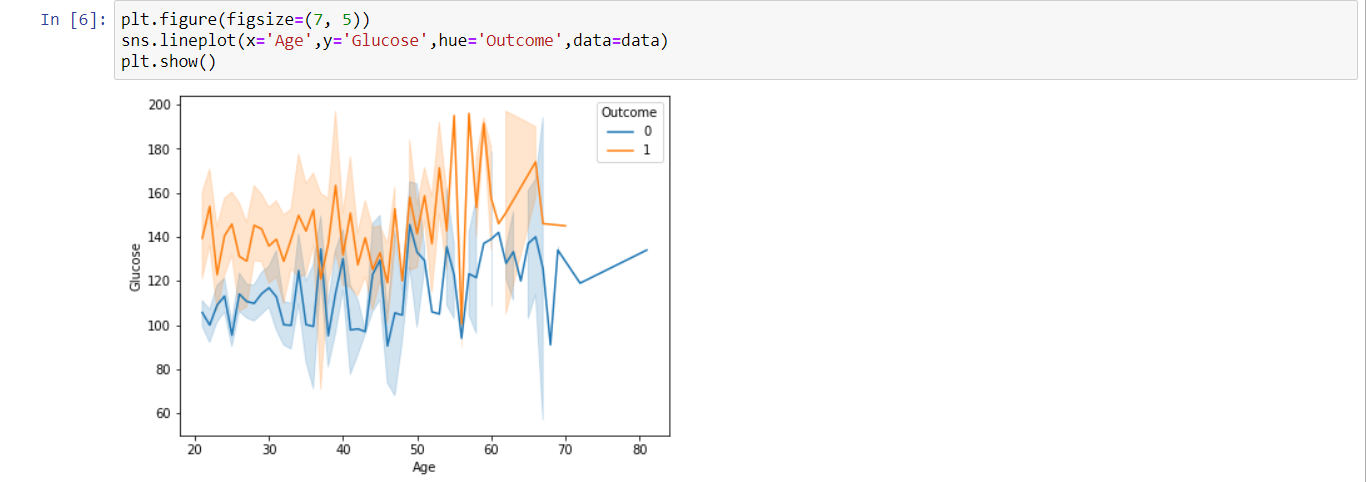 In [6]: plt.figure(figsize=(7, 5))
sns.lineplot(x='Age',y='Glucose',hue='Outcome',data=data)
plt.show()
200
180
160
140
120
100
80
60
Glucose
Outcome
0
1
20 30 40 50 60 70 80
Age